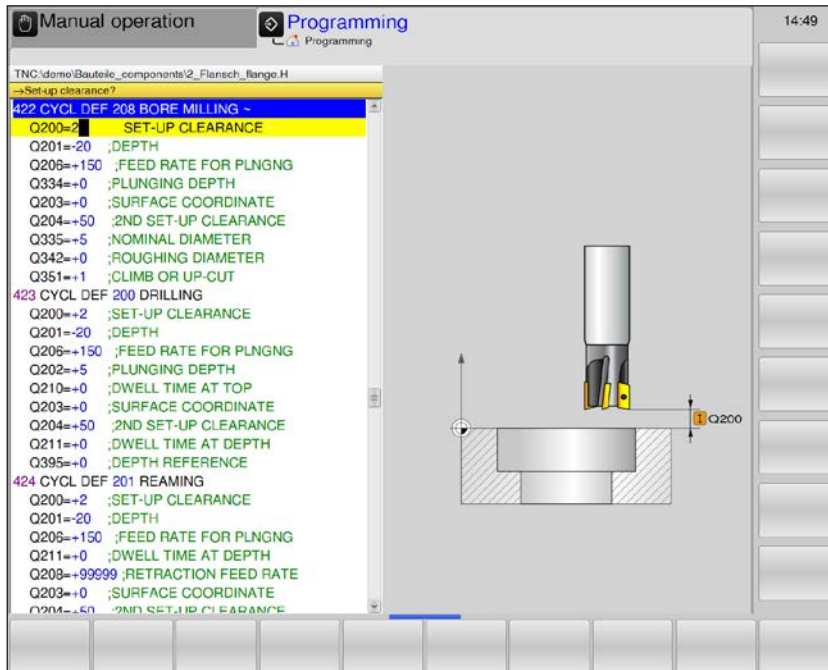 Manual operation
Programming
Programming
14:49
TNC:\demo\Bauteile_components\2_Flansch_flange.H
→Set-up clearance?
422 CYCL DEF 208 BORE MILLING ~
Q200=2 SET-UP CLEARANCE
Q201=-20 ;DEPTH
Q206=+150 ;FEED RATE FOR PLNGNG
Q334=+0 ;PLUNGING DEPTH
Q203=+0 ;SURFACE COORDINATE
Q204=+50 ;2ND SET-UP CLEARANCE
Q335=+5 ;NOMINAL DIAMETER
Q342=+0 ;ROUGHING DIAMETER
Q351=+1 ;CLIMB OR UP-CUT
423 CYCL DEF 200 DRILLING
Q200=+2 ;SET-UP CLEARANCE
Q201=-20 ;DEPTH
Q206=+150 ;FEED RATE FOR PLNGNG
Q202=+5 ;PLUNGING DEPTH
Q210=+0 ;DWELL TIME AT TOP
Q203=+0 ;SURFACE COORDINATE
Q204=+50 ;2ND SET-UP CLEARANCE
Q211=+0 ;DWELL TIME AT DEPTH
Q395=+0 ;DEPTH REFERENCE
424 CYCL DEF 201 REAMING
Q200=+2 ;SET-UP CLEARANCE
Q201=-20 ;DEPTH
Q206=+150 ;FEED RATE FOR PLNGNG
Q211=+0 ;DWELL TIME AT DEPTH
Q208=+99999 ;RETRACTION FEED RATE
Q203=+0 ;SURFACE COORDINATE
Q204=+50 ;2ND SET-UP CLEARANCE
Q200